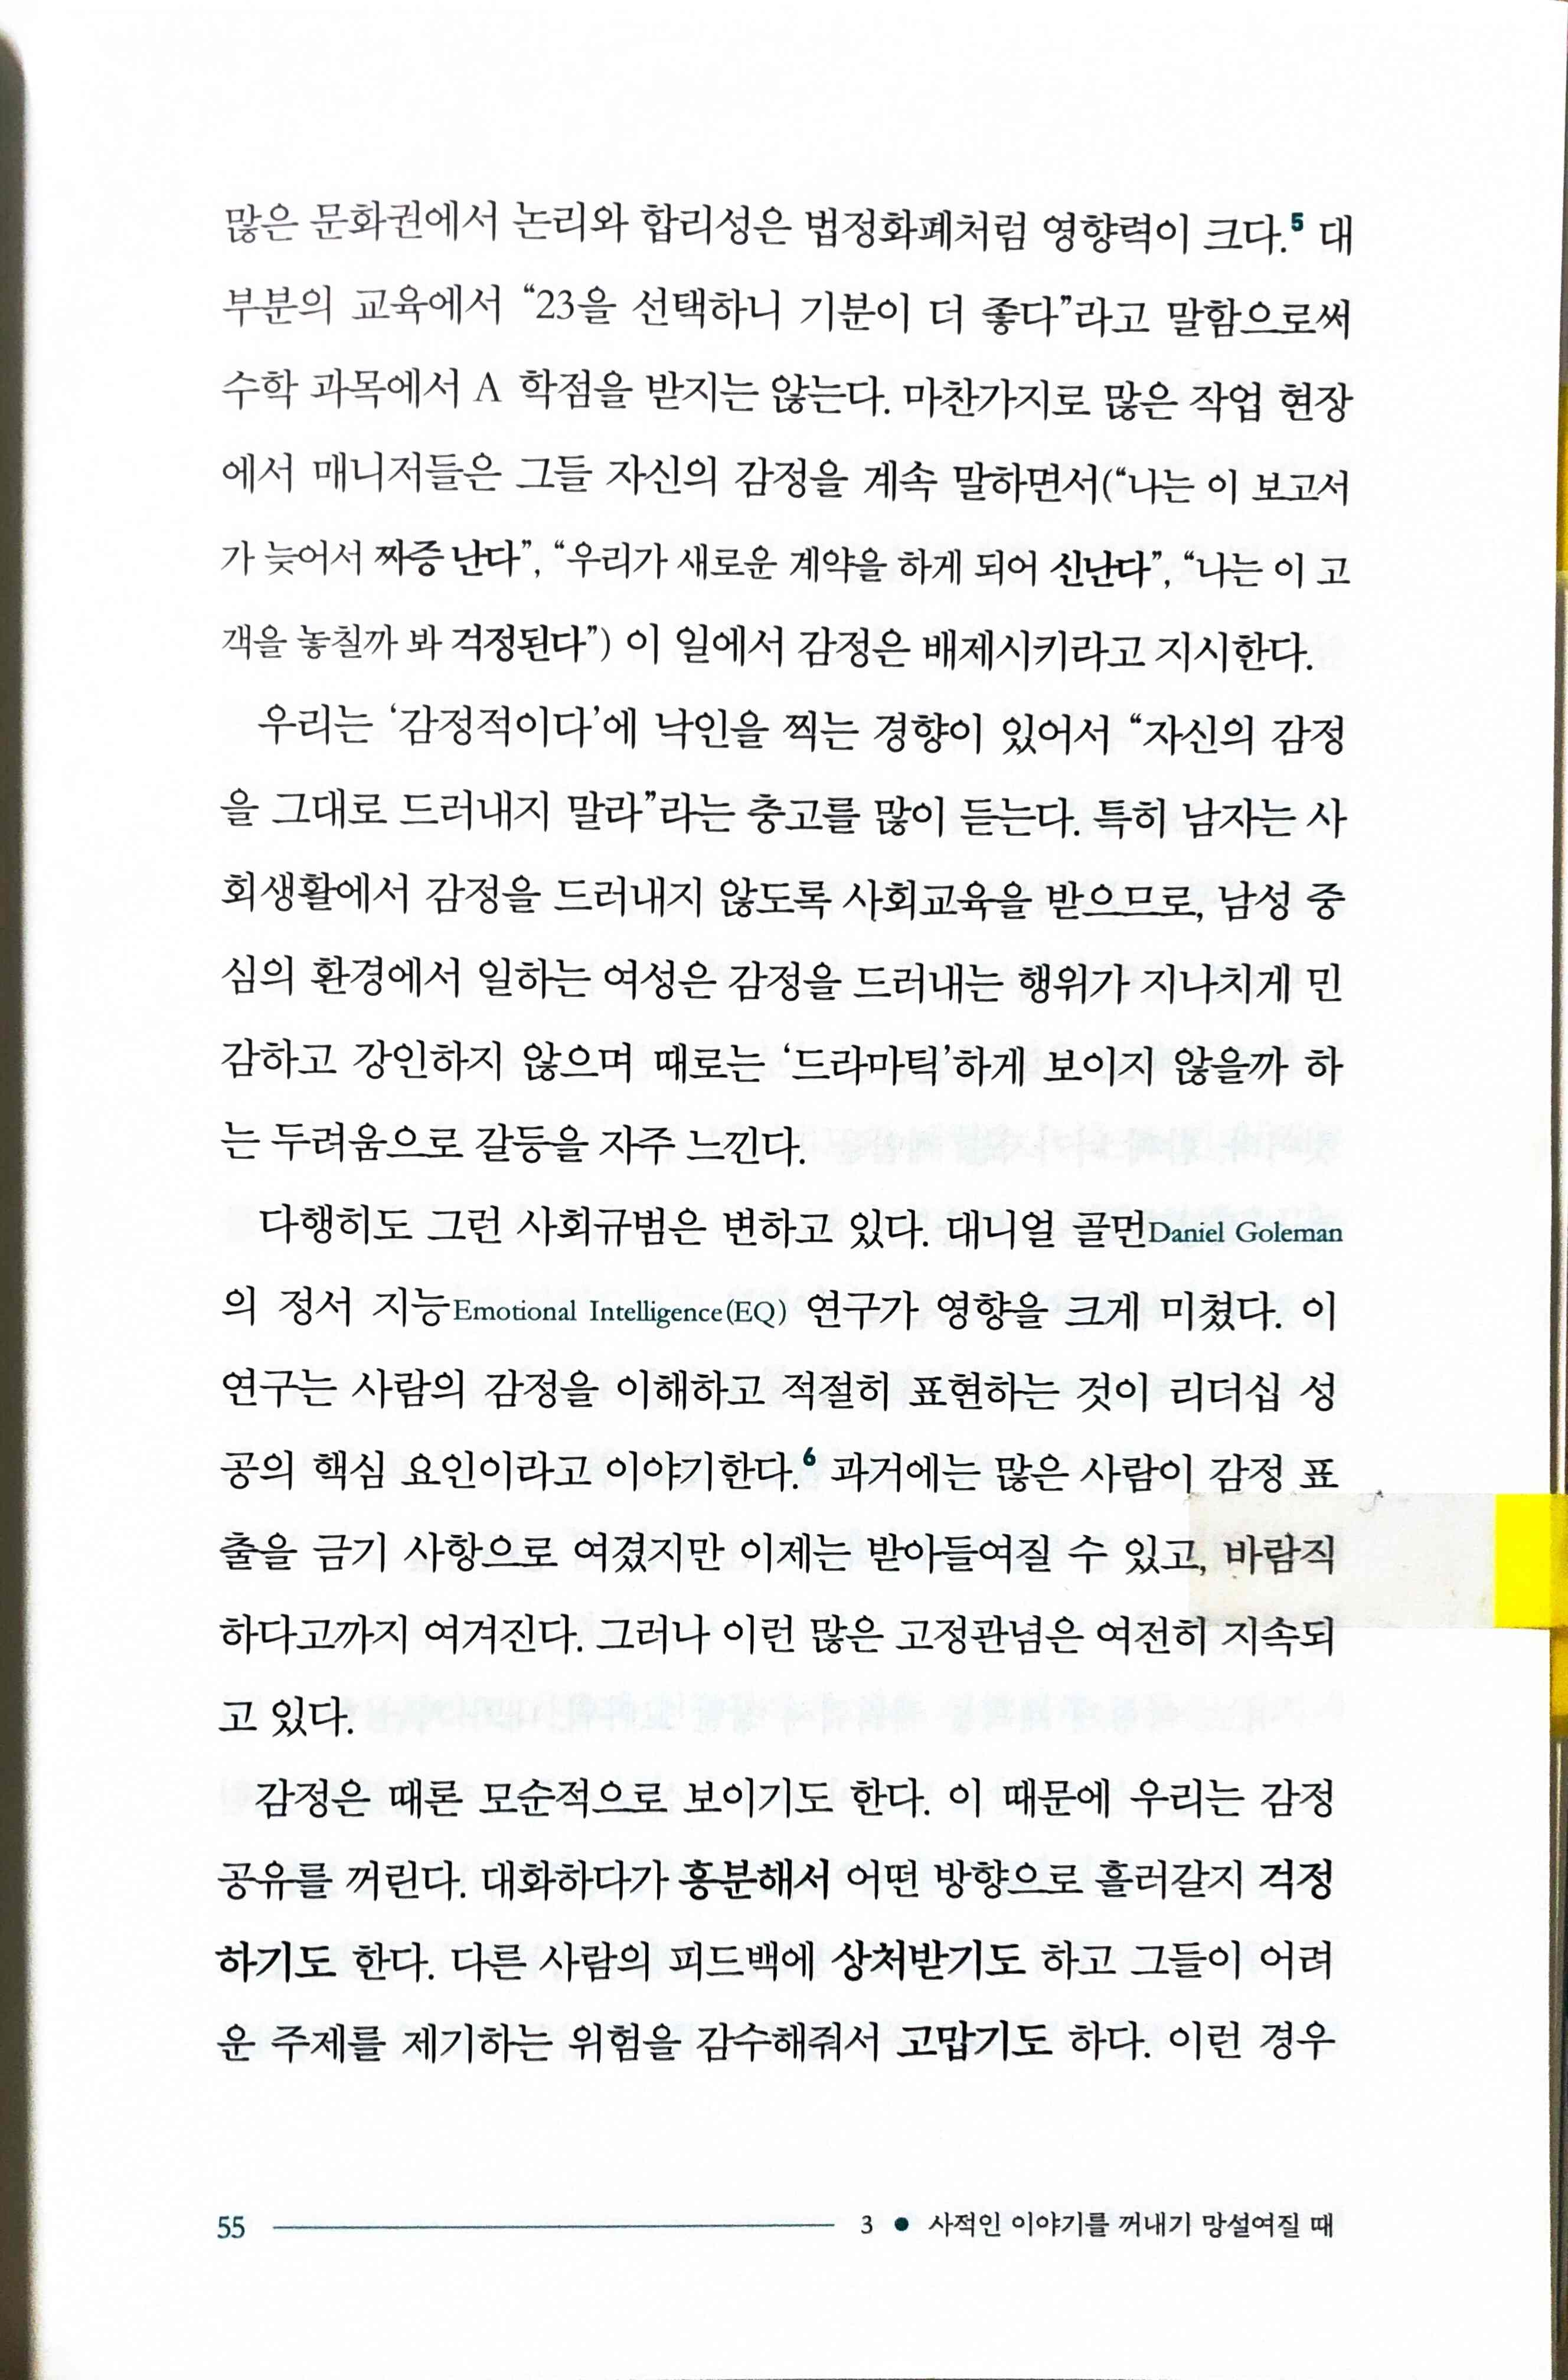 많은 문화권에서 논리와 합리성은 법정화폐처럼 영향력이 크다.5 대
부분의 교육에서 “23을 선택하니 기분이 더 좋다”라고 말함으로써
수학 과목에서 A 학점을 받지는 않는다. 마찬가지로 많은 작업 현장
에서 매니저들은 그들 자신의 감정을 계속 말하면서(“나는 이 보고서
가 늦어서 짜증 난다”, “우리가 새로운 계약을 하게 되어 신난다”, “나는 이 고
객을 놓칠까 봐 걱정된다”) 이 일에서 감정은 배제시키라고 지시한다.
우리는 ‘감정적이다’에 낙인을 찍는 경향이 있어서 “자신의 감정
을 그대로 드러내지 말라”라는 충고를 많이 듣는다. 특히 남자는 사
회생활에서 감정을 드러내지 않도록 사회교육을 받으므로, 남성 중
심의 환경에서 일하는 여성은 감정을 드러내는 행위가 지나치게 민
감하고 강인하지 않으며 때로는 ‘드라마틱’하게 보이지 않을까 하
는 두려움으로 갈등을 자주 느낀다.
다행히도 그런 사회규범은 변하고 있다. 대니얼 골먼Daniel Goleman
의 정서 지능Emotional Intelligence(EQ) 연구가 영향을 크게 미쳤다. 이
연구는 사람의 감정을 이해하고 적절히 표현하는 것이 리더십 성
공의 핵심 요인이라고 이야기한다.6 과거에는 많은 사람이 감정 표
출을 금기 사항으로 여겼지만 이제는 받아들여질 수 있고, 바람직
하다고까지 여겨진다. 그러나 이런 많은 고정관념은 여전히 지속되
고 있다.
감정은 때론 모순적으로 보이기도 한다. 이 때문에 우리는 감정
공유를 꺼린다. 대화하다가 흥분해서 어떤 방향으로 흘러갈지 걱정
하기도 한다. 다른 사람의 피드백에 상처받기도 하고 그들이 어려
운 주제를 제기하는 위험을 감수해줘서 고맙기도 하다. 이런 경우
55 3 ● 사적인 이야기를 꺼내기 망설여질 때